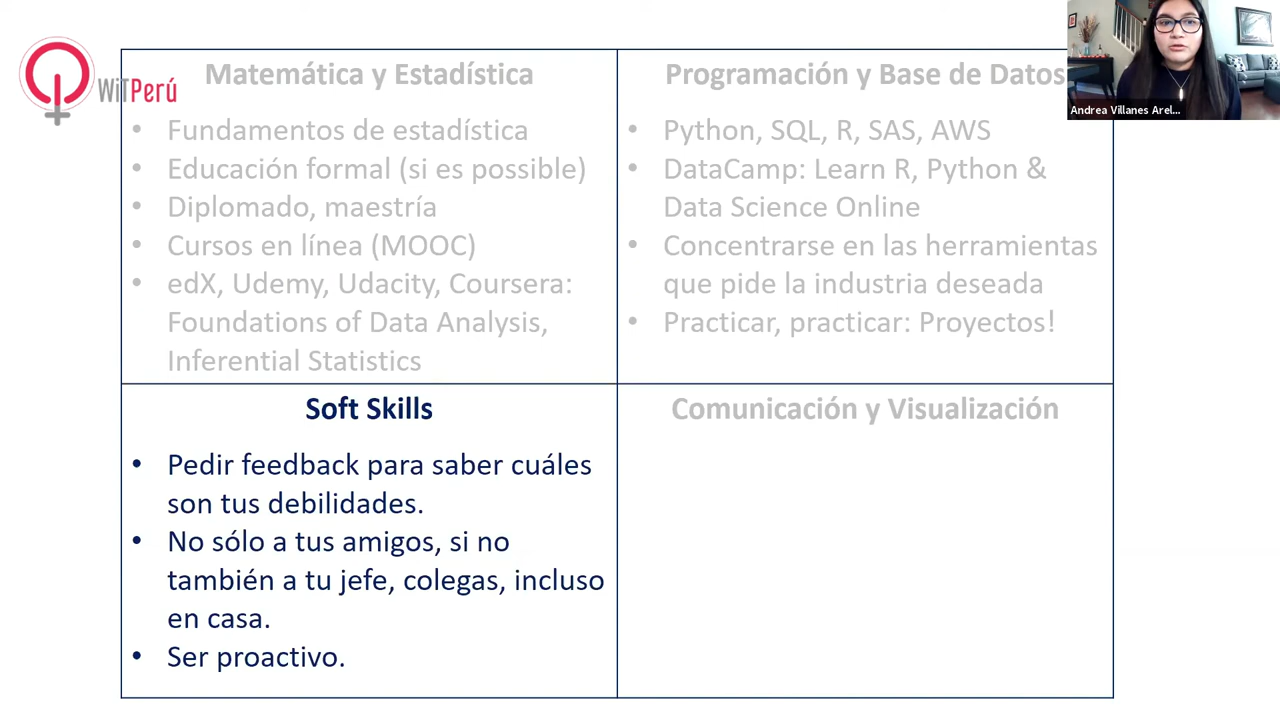 WiTPerú
Matemática y Estadística
• Fundamentos de estadística
• Educación formal (si es possible)
• Diplomado, maestría
• Cursos en línea (MOOC)
• edX, Udemy, Udacity, Coursera:
Foundations of Data Analysis,
Inferential Statistics
Programación y Base de Datos
• Python, SQL, R, SAS, AWS
• DataCamp: Learn R, Python &
Data Science Online
• Concentrarse en las herramientas
que pide la industria deseada
• Practicar, practicar: Proyectos!
Soft Skills
• Pedir feedback para saber cuáles
son tus debilidades.
• No sólo a tus amigos, si no
también a tu jefe, colegas, incluso
en casa.
• Ser proactivo.
Comunicación y Visualización
Andrea Villanes Arel...